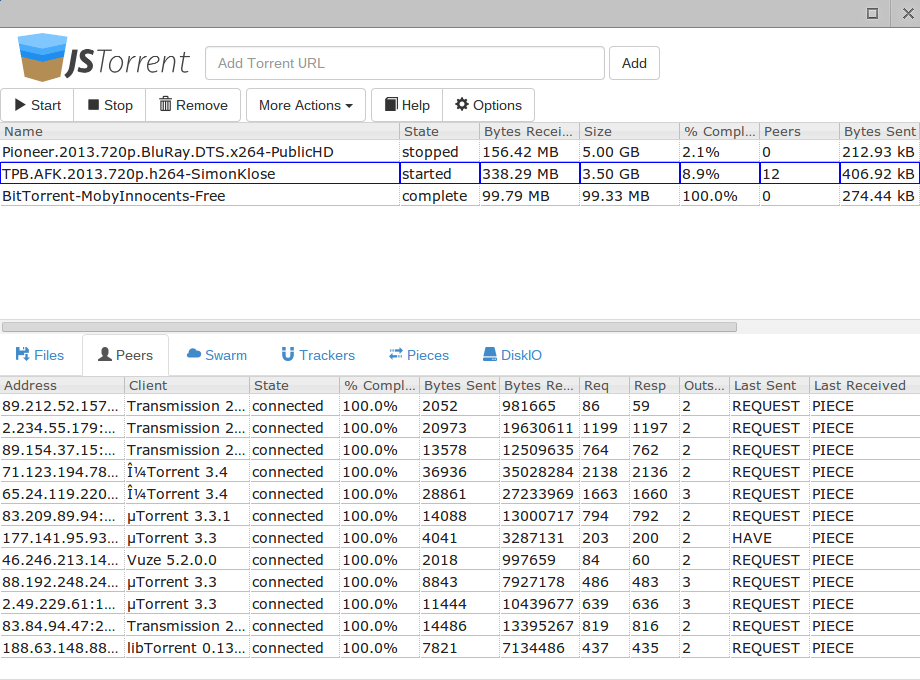 JSTorrent Add Torrent URL Add
Start Stop Remove More Actions Help Options
Name State Bytes Recei... Size % Compl... Peers Bytes Sent
Pioneer.2013.720p.BluRay.DTS.x264-PublicHD stopped 156.42 MB 5.00 GB 2.1% 0 212.93 kB
TPB.AFK.2013.720p.h264-SimonKlose started 338.29 MB 3.50 GB 8.9% 12 406.92 kB
BitTorrent-MobyInnocents-Free complete 99.79 MB 99.33 MB 100.0% 0 274.44 kB
Files Peers Swarm Trackers Pieces DiskIO
Address Client State % Compl... Bytes Sent Bytes Re... Req Resp Outs... Last Sent Last Received
89.212.52.157... Transmission 2... connected 100.0% 2052 981665 86 59 2 REQUEST PIECE
2.234.55.179:... Transmission 2... connected 100.0% 20973 19630611 1199 1197 2 REQUEST PIECE
89.154.37.15:... Transmission 2... connected 100.0% 13578 12509635 764 762 2 REQUEST PIECE
71.123.194.78... Î¼Torrent 3.4 connected 100.0% 36936 35028284 2138 2136 2 REQUEST PIECE
65.24.119.220... Î¼Torrent 3.4 connected 100.0% 28861 27233969 1663 1660 3 REQUEST PIECE
83.209.89.94:... µTorrent 3.3.1 connected 100.0% 14088 13000717 794 792 2 REQUEST PIECE
177.141.95.93... µTorrent 3.3 connected 100.0% 4041 3287131 203 200 2 HAVE PIECE
46.246.213.14... Vuze 5.2.0.0 connected 100.0% 2018 997659 84 60 2 REQUEST PIECE
88.192.248.24... µTorrent 3.3 connected 100.0% 8843 7927178 486 483 3 REQUEST PIECE
2.49.229.61:1... µTorrent 3.3 connected 100.0% 11444 10439677 639 636 3 REQUEST PIECE
83.84.94.47:2... Transmission 2... connected 100.0% 14486 13395267 819 816 2 REQUEST PIECE
188.63.148.88... libTorrent 0.13... connected 100.0% 7821 7134486 437 435 2 REQUEST PIECE